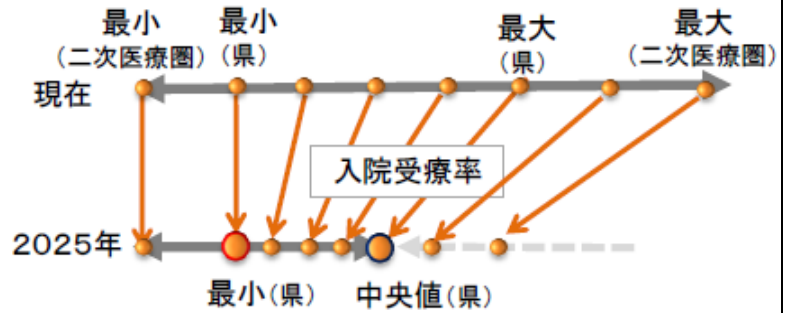 最小
(二次医療圏)
最小
(県)
最大
(県)
最大
(二次医療圏)
現在
入院受療率
2025年
最小(県)
中央値(県)